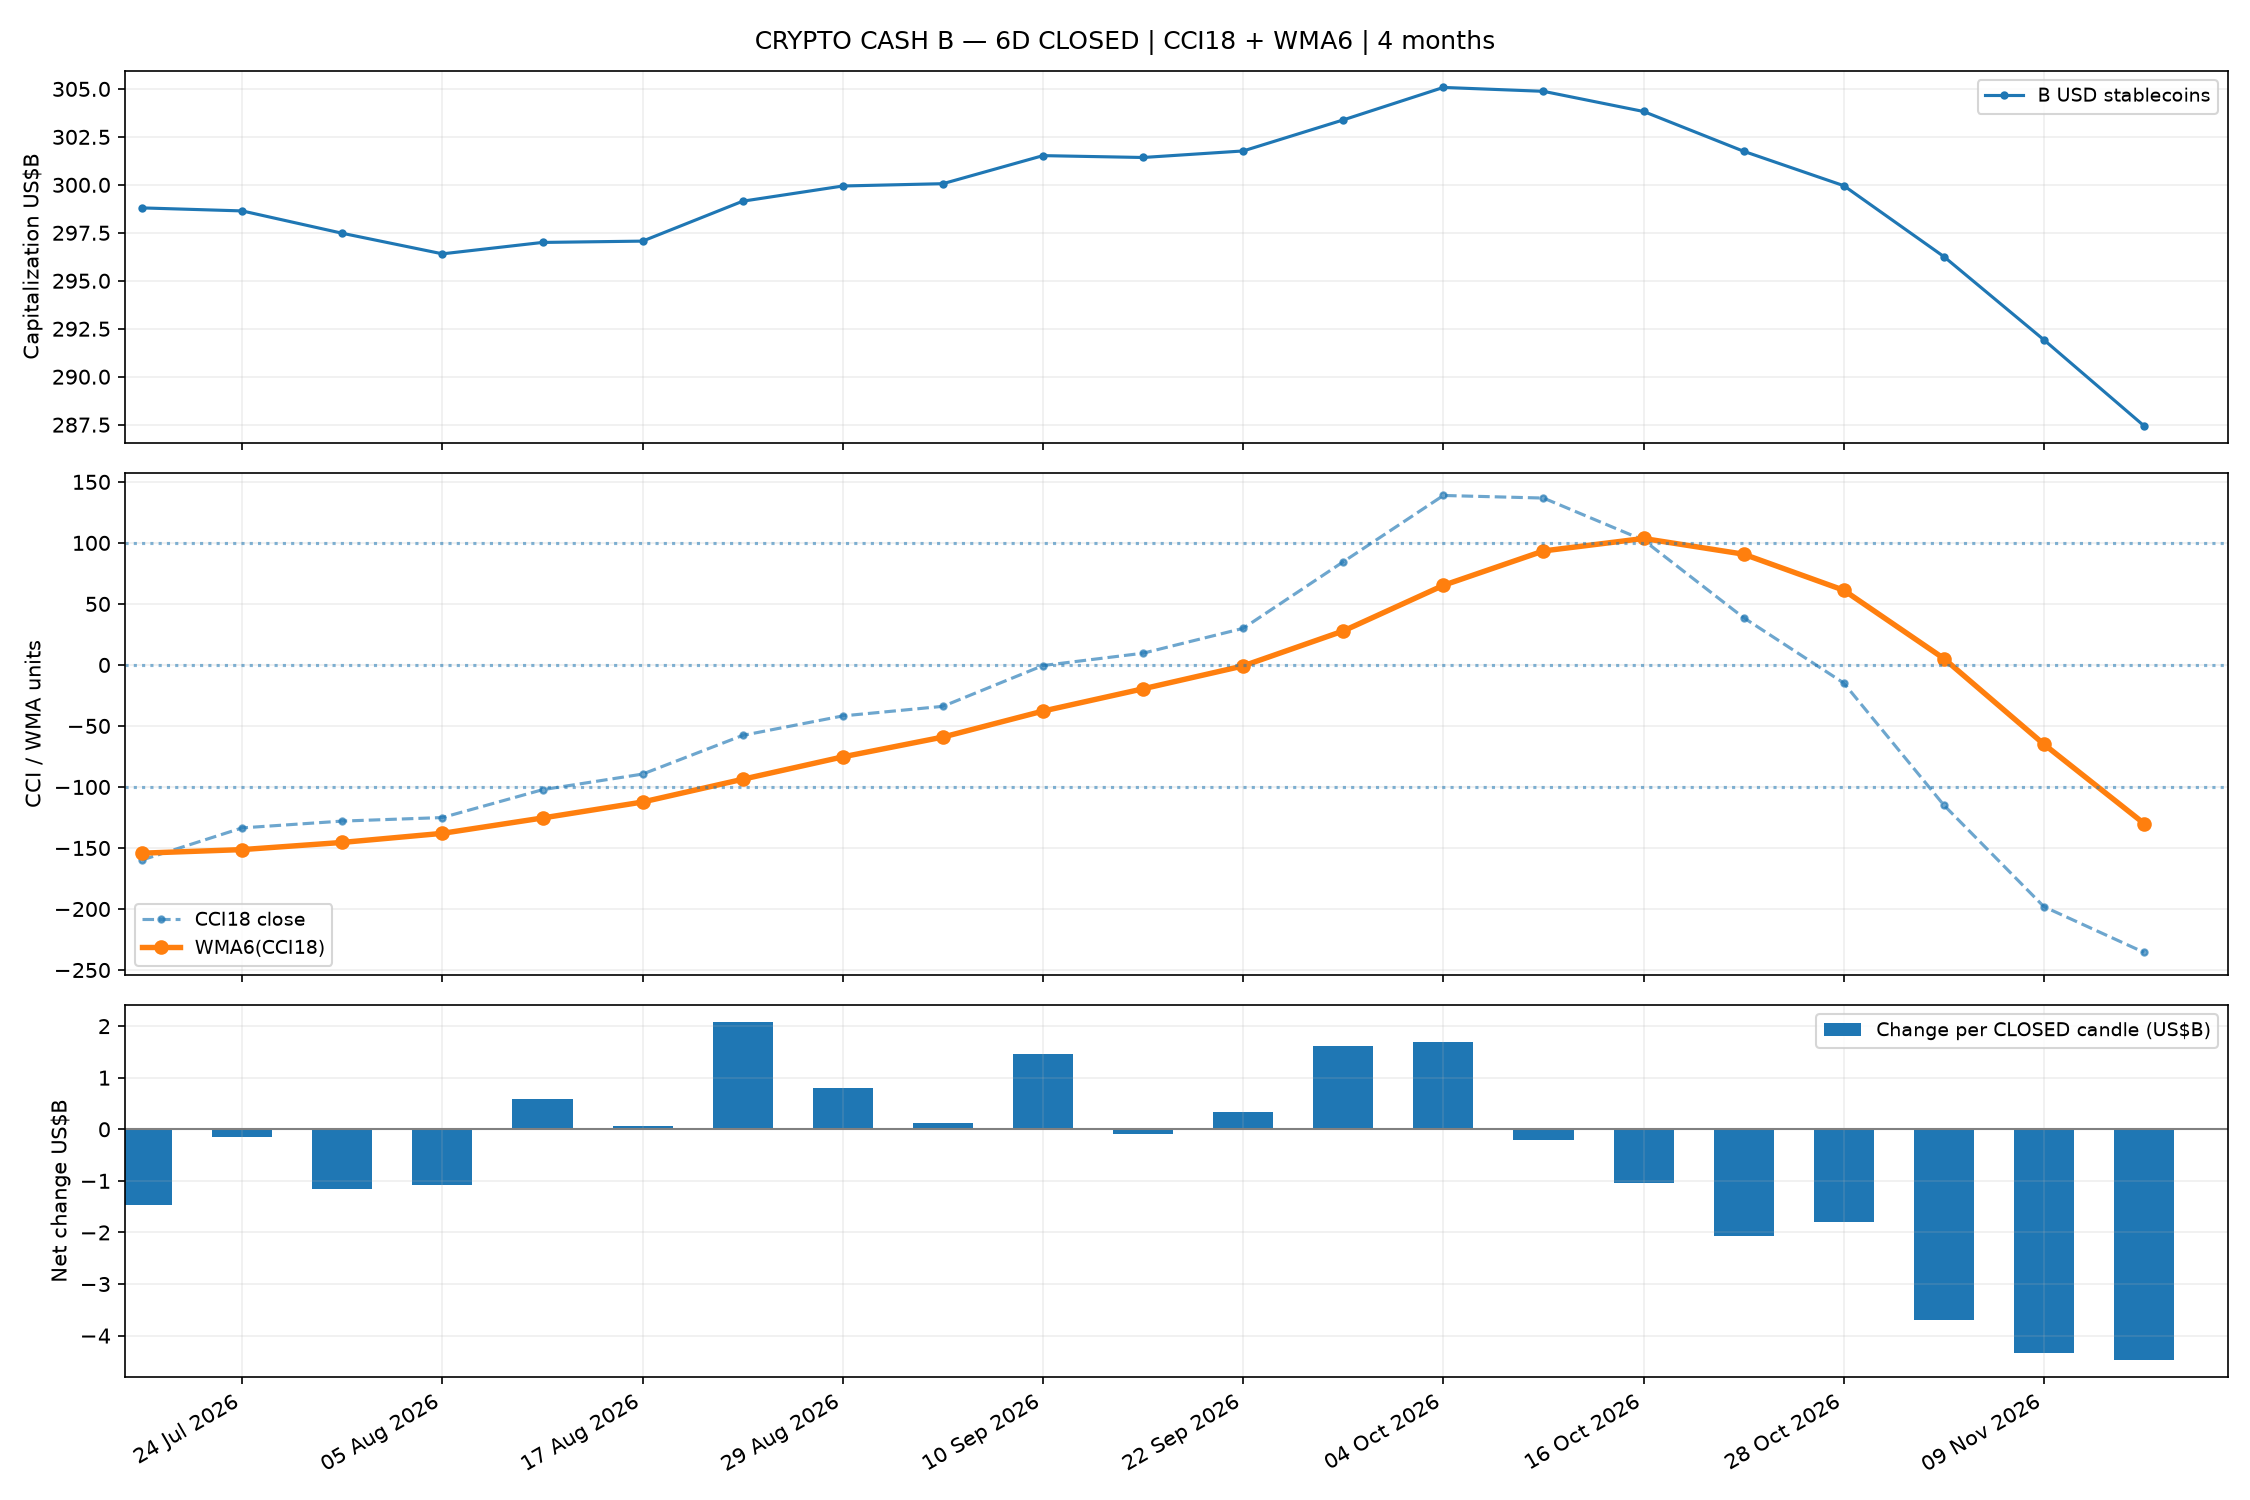 CRYPTO CASH B — 6D CLOSED | CCI18 + WMA6 | 4 months
Capitalization US$B
305.0
302.5
300.0
297.5
295.0
292.5
290.0
287.5
B USD stablecoins
CCI / WMA units
150
100
50
0
−50
−100
−150
−200
−250
CCI18 close
WMA6(CCI18)
Net change US$B
2
1
0
−1
−2
−3
−4
Change per CLOSED candle (US$B)
24 Jul 2026
05 Aug 2026
17 Aug 2026
29 Aug 2026
10 Sep 2026
22 Sep 2026
04 Oct 2026
16 Oct 2026
28 Oct 2026
09 Nov 2026